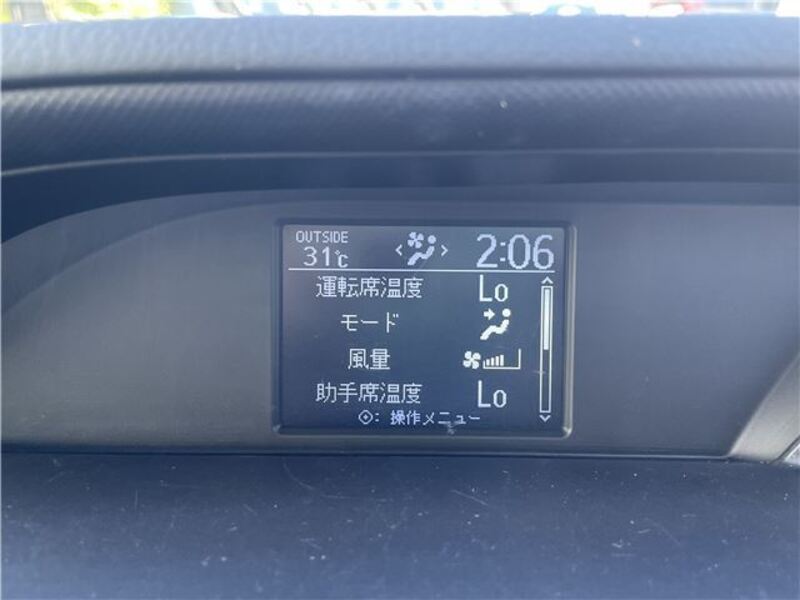 OUTSIDE
31℃
2:06
運転席温度 Lo
モード
風量
助手席温度 Lo
: 操作メニュー